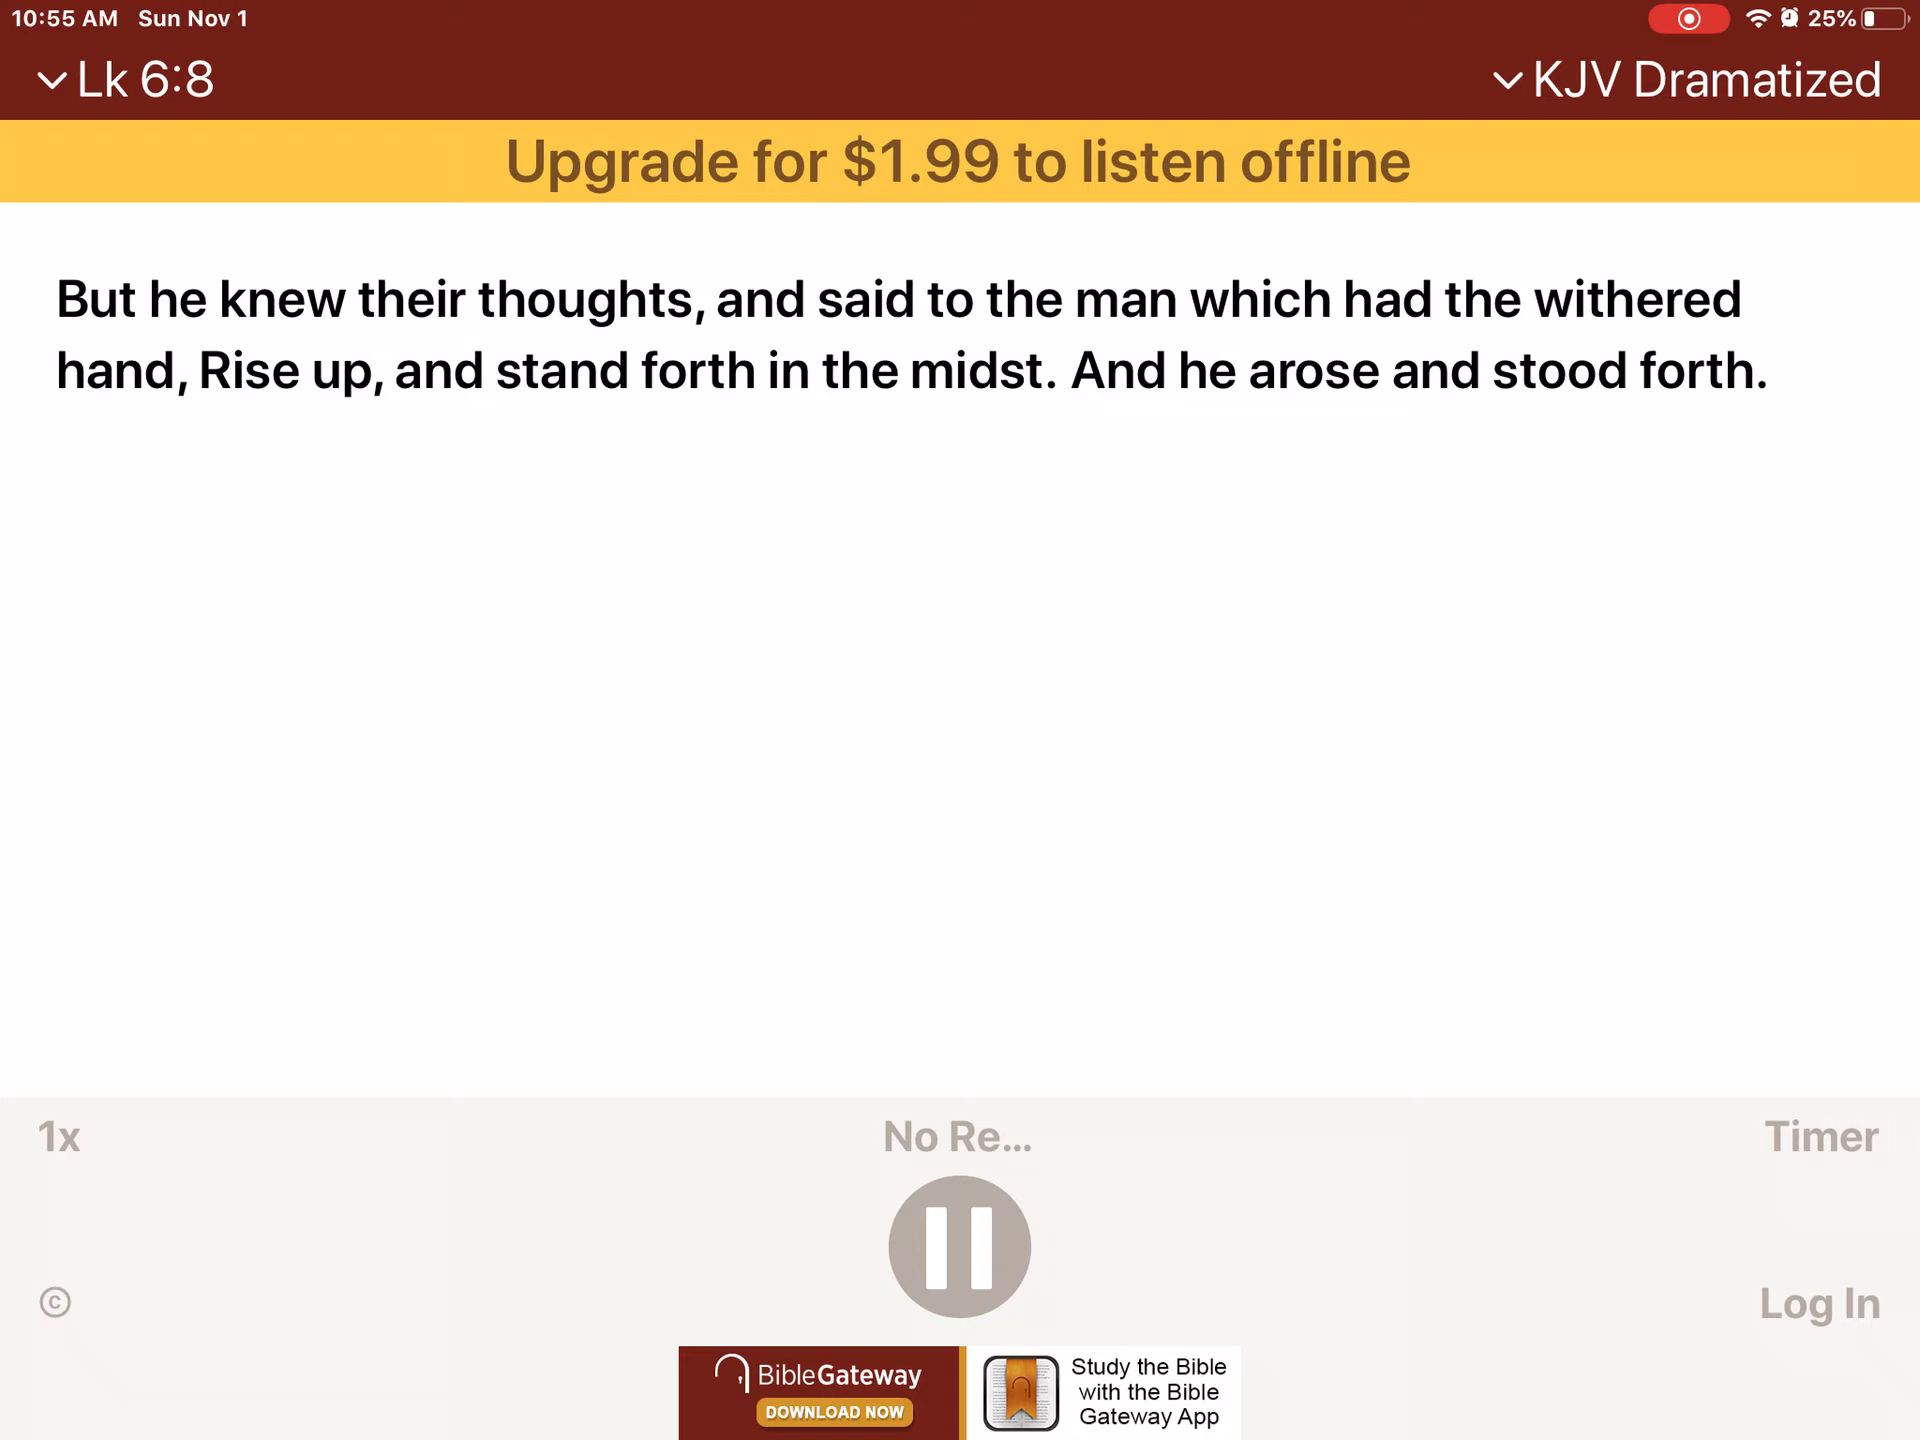 10:55 AM Sun Nov 1 25%
Lk 6:8 KJV Dramatized
Upgrade for $1.99 to listen offline
But he knew their thoughts, and said to the man which had the withered
hand, Rise up, and stand forth in the midst. And he arose and stood forth.
1x No Re... Timer
© Log In
BibleGateway
DOWNLOAD NOW
Study the Bible
with the Bible
Gateway App